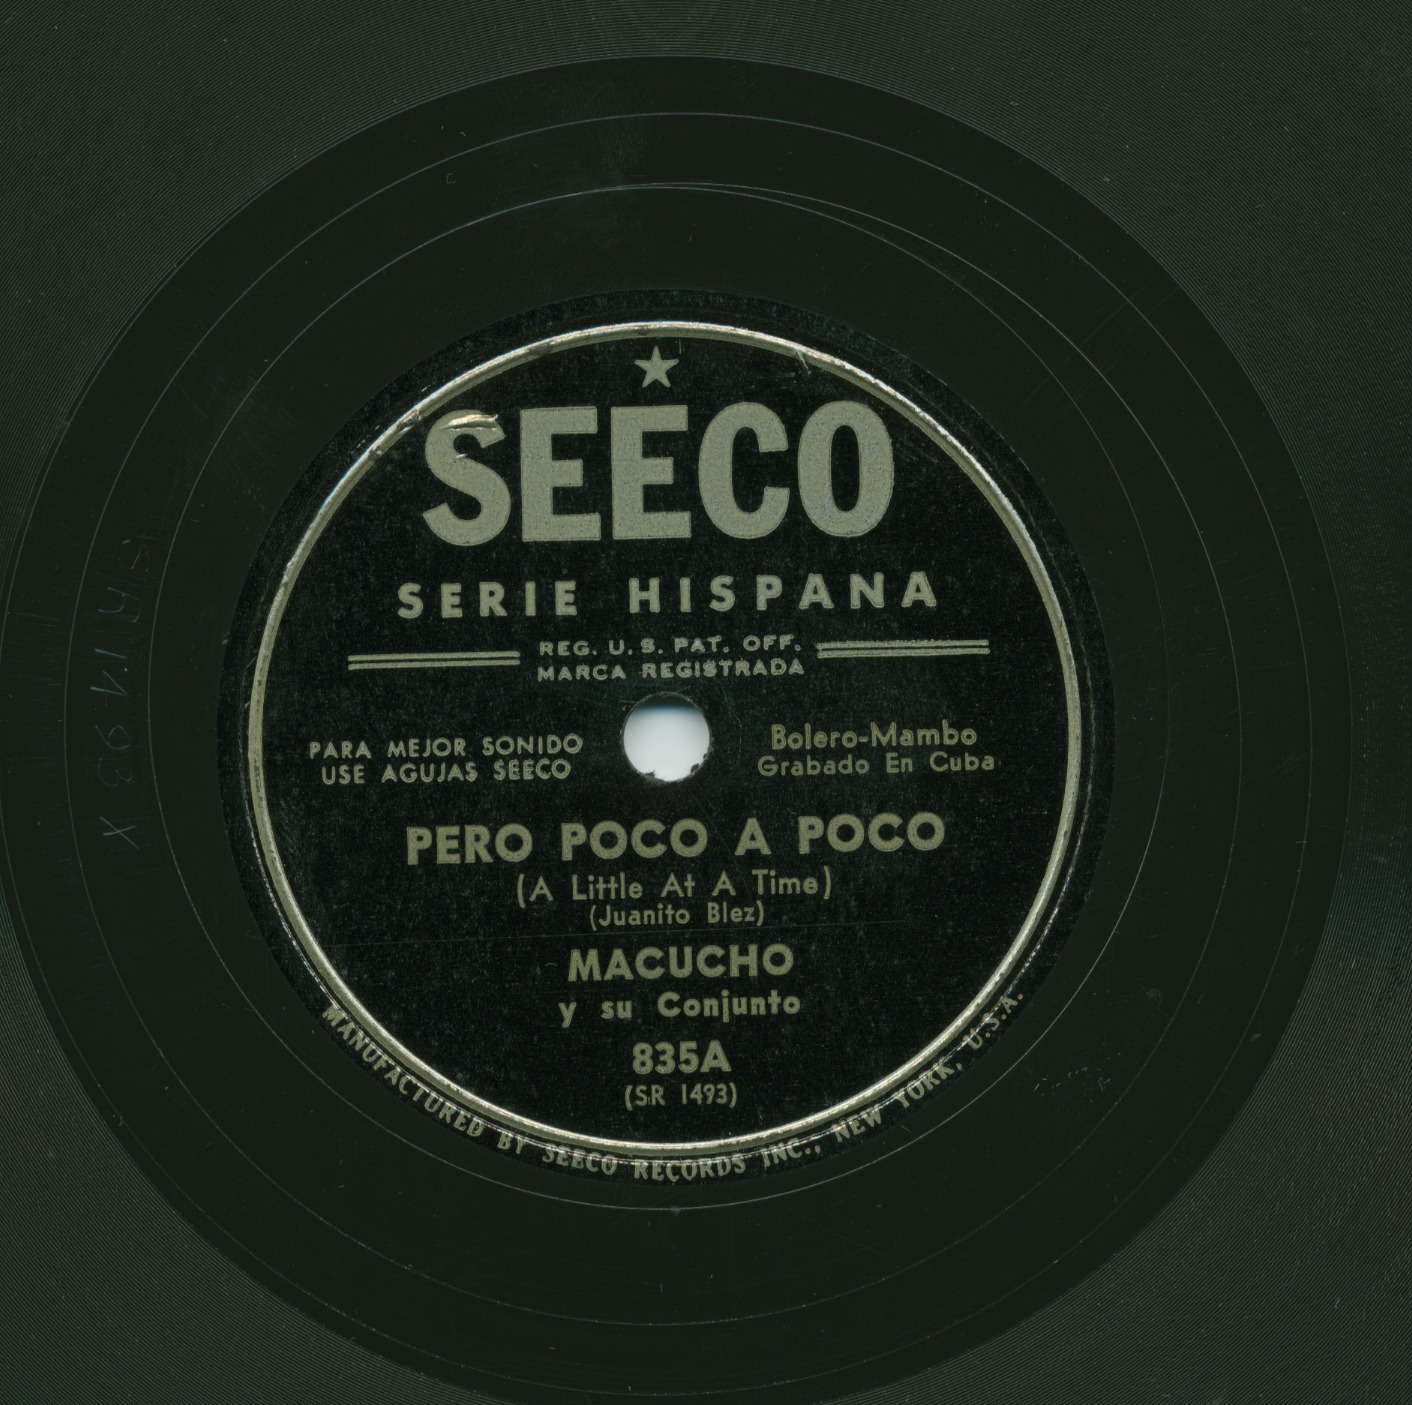 SEECO
SERIE HISPANA
REG. U. S. PAT. OFF.
MARCA REGISTRADA
PARA MEJOR SONIDO
USE AGUJAS SEECO
Bolero-Mambo
Grabado En Cuba
PERO POCO A POCO
(A Little At A Time)
(Juanito Blez)
MACUCHO
y su Conjunto
835A
(SR 1493)
MANUFACTURED BY SEECO RECORDS INC., NEW YORK, U.S.A.
SR1493 X